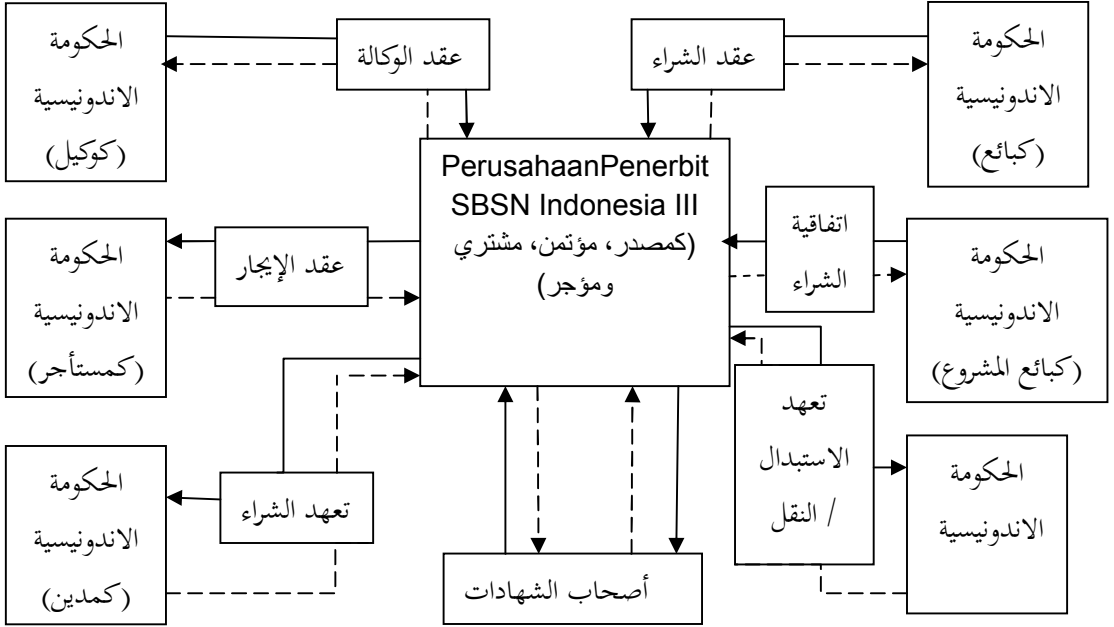 الحكومة
الاندونيسية
(كبائع)
عقد الشراء
عقد الوكالة
الحكومة
الاندونيسية
(كوكيل)
PerusahaanPenerbit
SBSN Indonesia III
(كمصدر، مؤتمن، مشتري
ومؤجر)
الحكومة
الاندونيسية
(كبائع المشروع)
اتفاقية
الشراء
عقد الإيجار
الحكومة
الاندونيسية
(كمستأجر)
الحكومة
الاندونيسية
تعهد
الاستبدال
/ النقل
تعهد الشراء
الحكومة
الاندونيسية
(كمدين)
أصحاب الشهادات